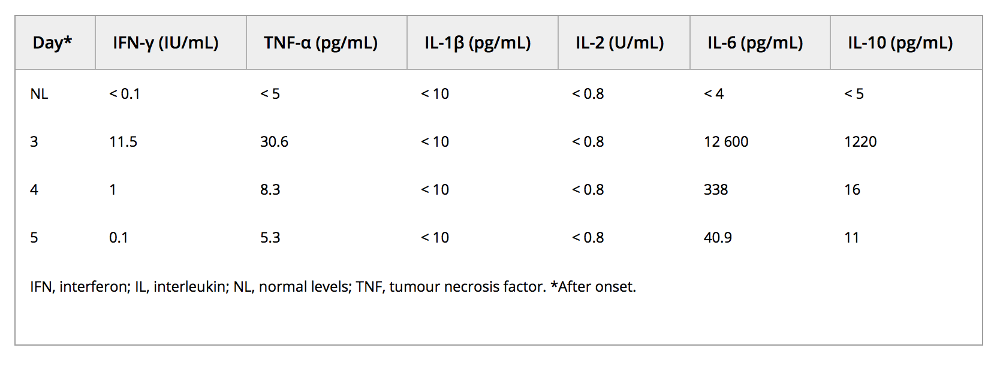 Day* IFN-γ (IU/mL) TNF-α (pg/mL) IL-1β (pg/mL) IL-2 (U/mL) IL-6 (pg/mL) IL-10 (pg/mL)
NL < 0.1 < 5 < 10 < 0.8 < 4 < 5
3 11.5 30.6 < 10 < 0.8 12 600 1220
4 1 8.3 < 10 < 0.8 338 16
5 0.1 5.3 < 10 < 0.8 40.9 11
IFN, interferon; IL, interleukin; NL, normal levels; TNF, tumour necrosis factor. *After onset.